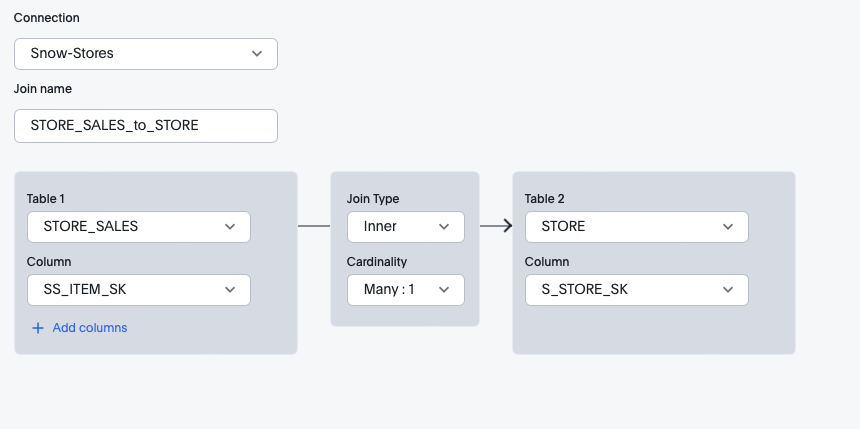 Connection
Snow-Stores
Join name
STORE_SALES_to_STORE
Table 1
STORE_SALES
Column
SS_ITEM_SK
Add columns
Join Type
Inner
Cardinality
Many : 1
Table 2
STORE
Column
S_STORE_SK